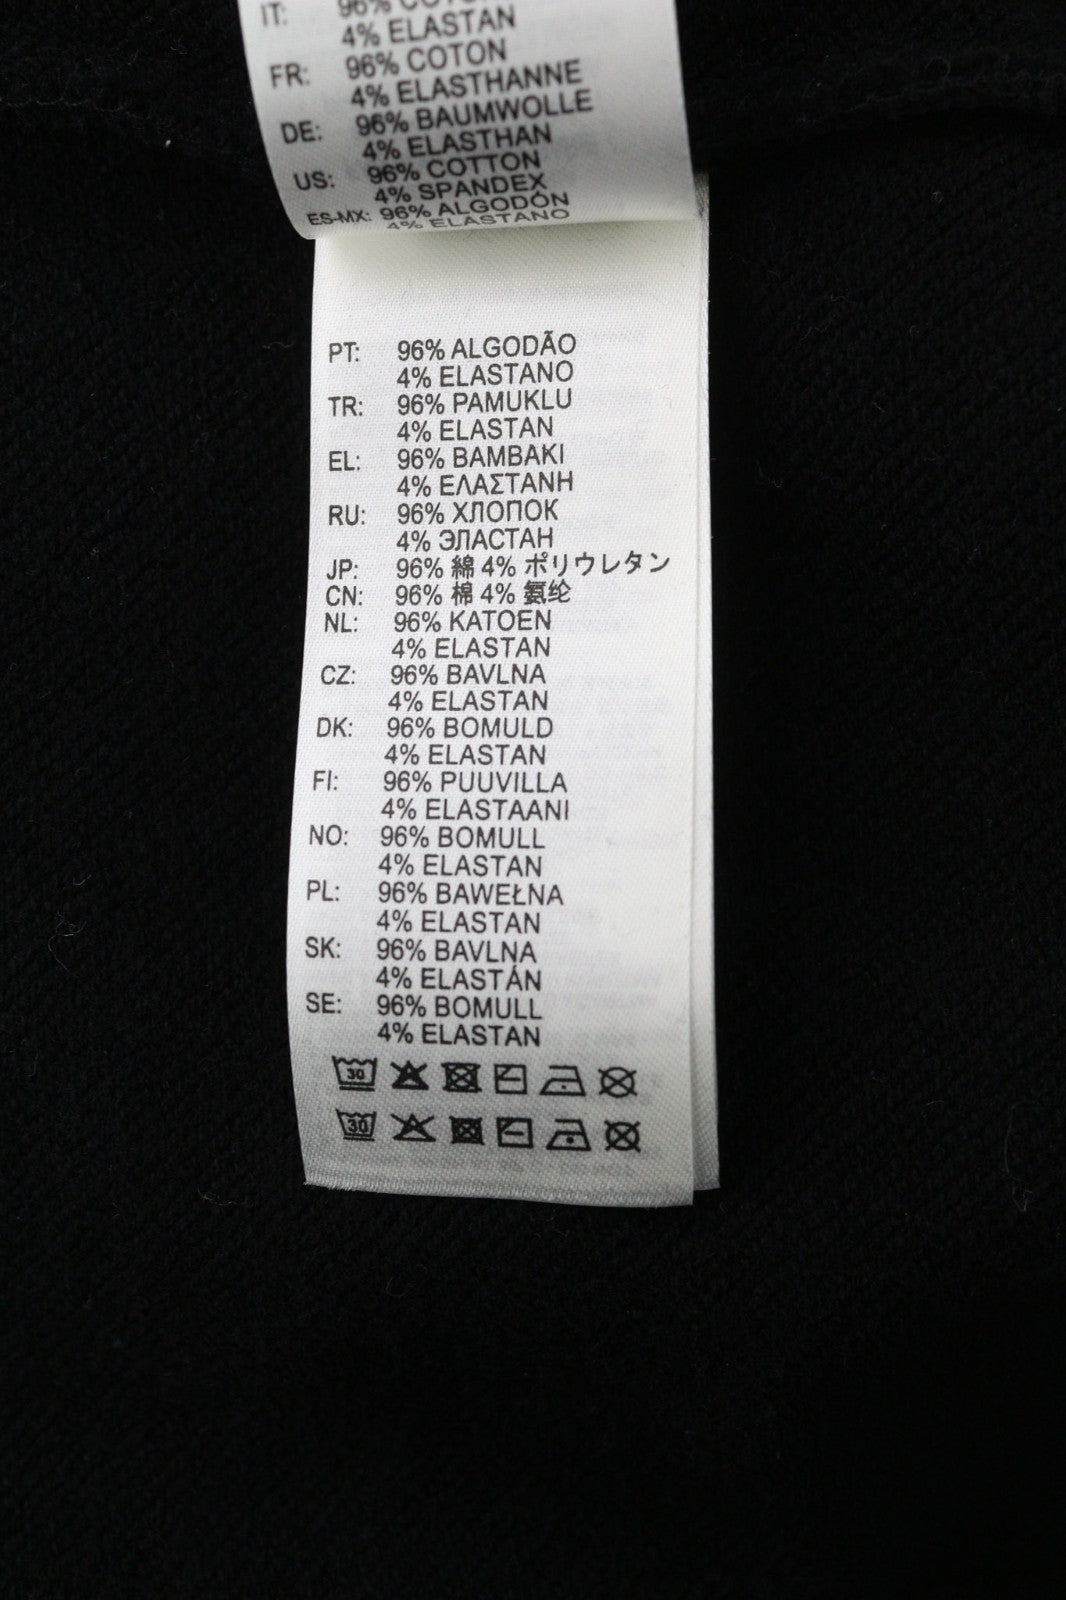 IT: 96% COTONE
4% ELASTAN
FR: 96% COTON
4% ELASTHANNE
DE: 96% BAUMWOLLE
4% ELASTHAN
US: 96% COTTON
4% SPANDEX
ES-MX: 96% ALGODÓN
4% ELASTANO
PT: 96% ALGODÃO
4% ELASTANO
TR: 96% PAMUKLU
4% ELASTAN
EL: 96% BAMBAKI
4% ΕΛΑΣΤΑΝΗ
RU: 96% ХЛОПОК
4% ЭЛАСТАН
JP: 96% 綿 4% ポリウレタン
CN: 96% 棉 4% 氨纶
NL: 96% KATOEN
4% ELASTAN
CZ: 96% BAVLNA
4% ELASTAN
DK: 96% BOMULD
4% ELASTAN
FI: 96% PUUVILLA
4% ELASTAANI
NO: 96% BOMULL
4% ELASTAN
PL: 96% BAWEŁNA
4% ELASTAN
SK: 96% BAVLNA
4% ELASTÁN
SE: 96% BOMULL
4% ELASTAN
30
30